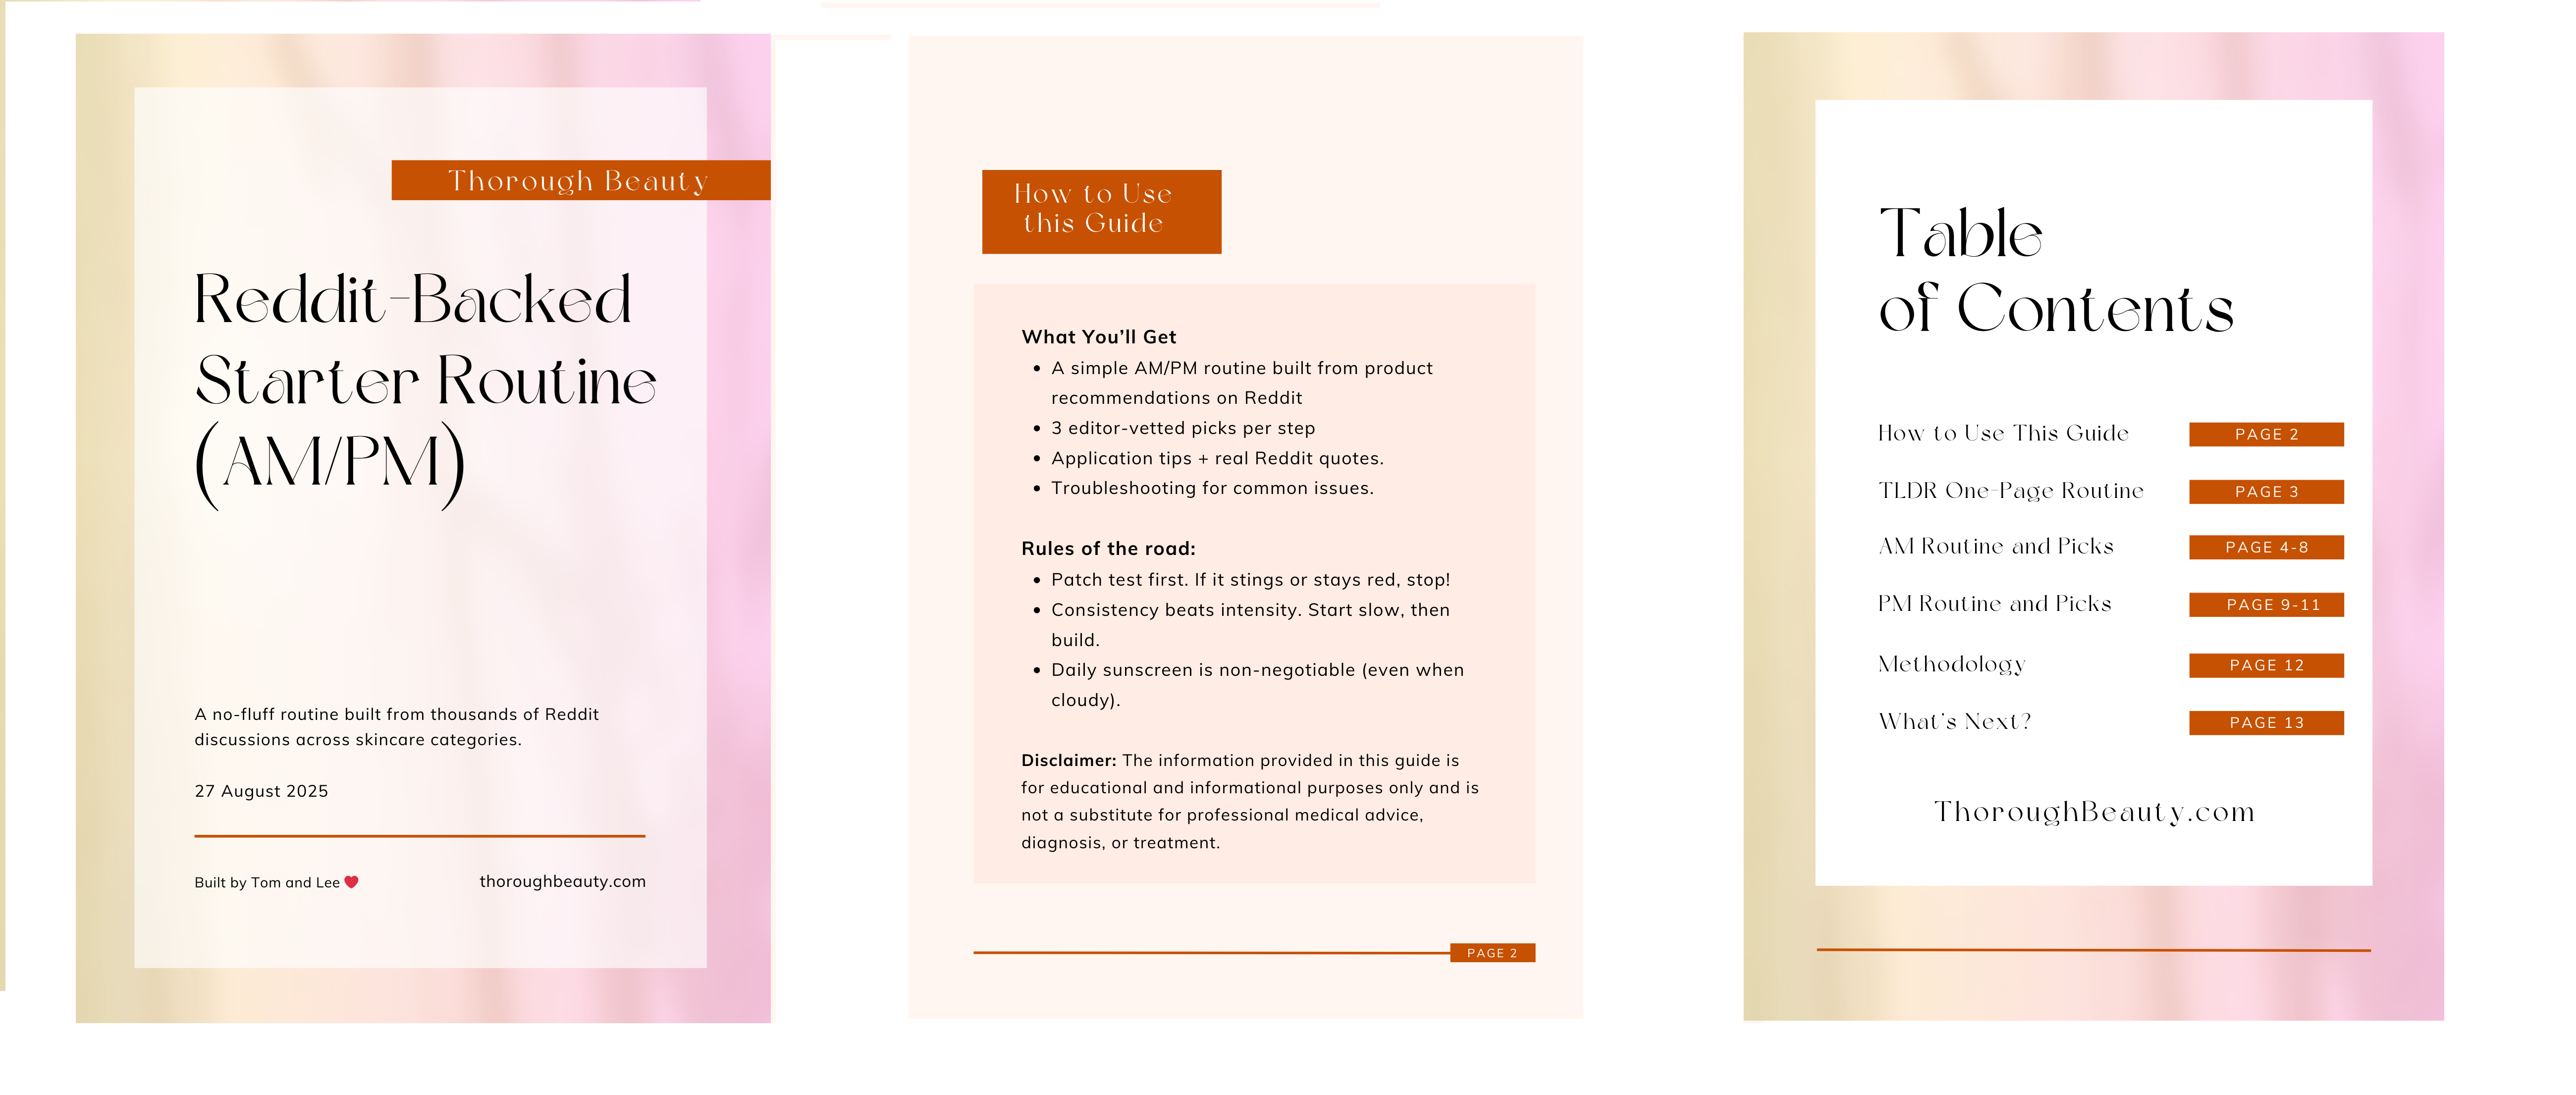 Thorough Beauty
Reddit-Backed
Starter Routine
(AM/PM)
A no-fluff routine built from thousands of Reddit
discussions across skincare categories.
27 August 2025
Built by Tom and Lee ❤️
thoroughbeauty.com
How to Use
this Guide
What You’ll Get
• A simple AM/PM routine built from product
recommendations on Reddit
• 3 editor-vetted picks per step
• Application tips + real Reddit quotes.
• Troubleshooting for common issues.
Rules of the road:
• Patch test first. If it stings or stays red, stop!
• Consistency beats intensity. Start slow, then
build.
• Daily sunscreen is non-negotiable (even when
cloudy).
Disclaimer: The information provided in this guide is
for educational and informational purposes only and is
not a substitute for professional medical advice,
diagnosis, or treatment.
PAGE 2
Table
of Contents
How to Use This Guide PAGE 2
TLDR One-Page Routine PAGE 3
AM Routine and Picks PAGE 4-8
PM Routine and Picks PAGE 9-11
Methodology PAGE 12
What's Next? PAGE 13
ThoroughBeauty.com